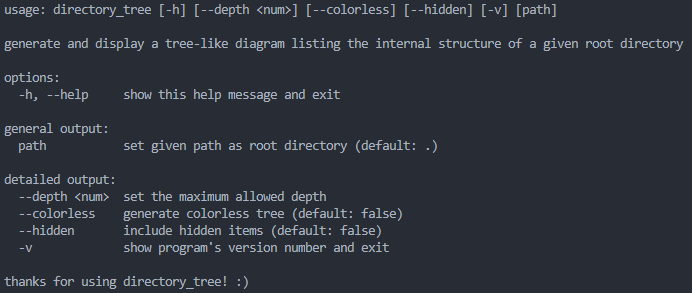 usage: directory_tree [-h] [--depth <num>] [--colorless] [--hidden] [-v] [path]
generate and display a tree-like diagram listing the internal structure of a given root directory
options:
-h, --help     show this help message and exit
general output:
path           set given path as root directory (default: .)
detailed output:
--depth <num>  set the maximum allowed depth
--colorless    generate colorless tree (default: false)
--hidden       include hidden items (default: false)
-v             show program's version number and exit
thanks for using directory_tree! :)